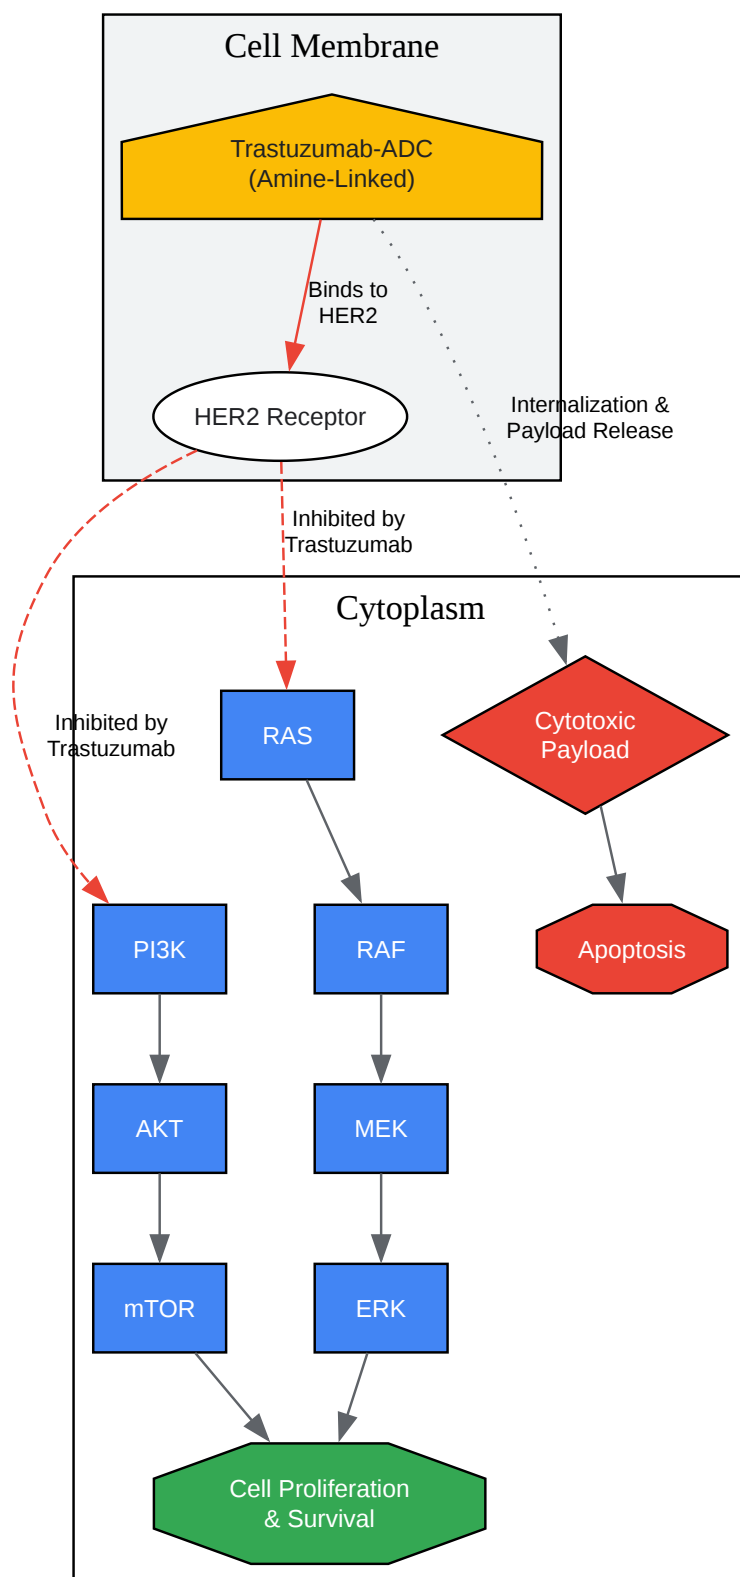 Cell Membrane
Trastuzumab-ADC
(Amine-Linked)
Binds to
HER2
Internalization &
Payload Release
HER2 Receptor
Inhibited by
Trastuzumab
Cytoplasm
Inhibited by
Trastuzumab
RAS
Cytotoxic
Payload
PI3K
RAF
Apoptosis
AKT
MEK
mTOR
ERK
Cell Proliferation
& Survival